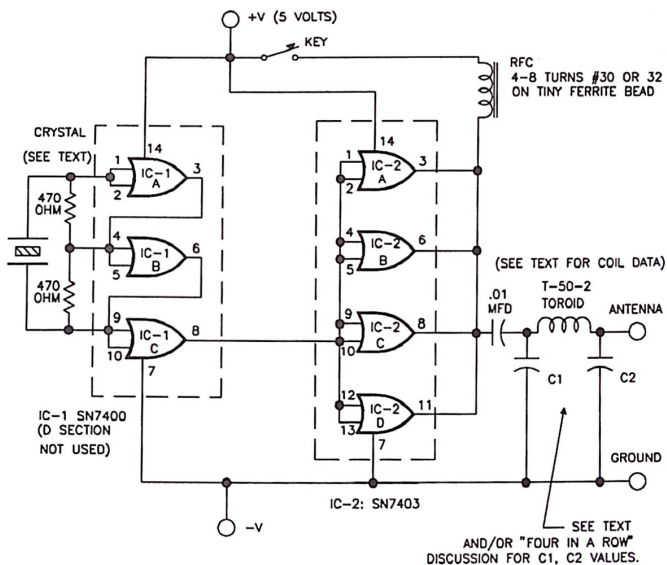 +V (5 VOLTS)
KEY
RFC
4-8 TURNS #30 OR 32
ON TINY FERRITE BEAD
CRYSTAL
(SEE TEXT)
14
1
2
IC-1
A
3
470
OHM
4
5
IC-1
B
6
470
OHM
9
10
IC-1
C
8
7
IC-1 SN7400
(D SECTION
NOT USED)
14
1
2
IC-2
A
3
4
5
IC-2
B
6
9
10
IC-2
C
8
12
13
IC-2
D
11
7
IC-2: SN7403
(SEE TEXT FOR COIL DATA)
.01
MFD
T-50-2
TOROID
ANTENNA
C1
C2
GROUND
-V
SEE TEXT
AND/OR "FOUR IN A ROW"
DISCUSSION FOR C1, C2 VALUES.